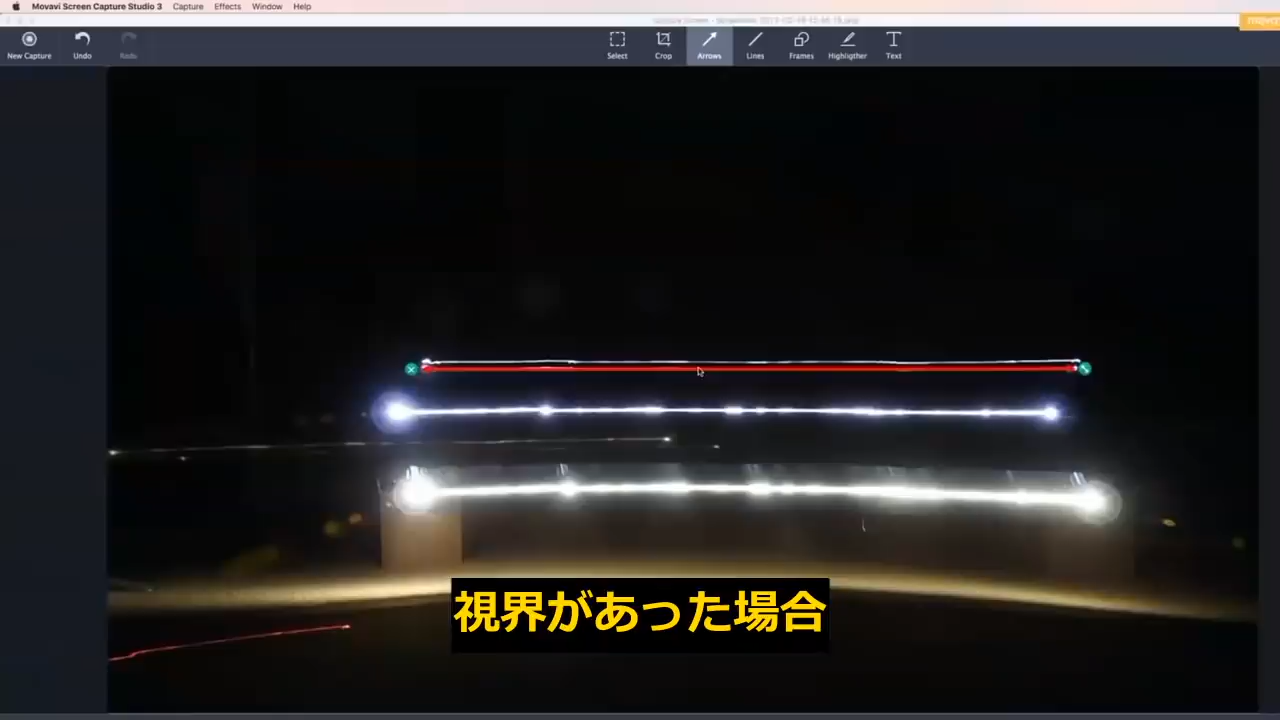 Movavi Screen Capture Studio 3 Capture Effects Window Help
New Capture Undo Redo Select Crop Arrows Lines Frames Highligther Text
視界があった場合